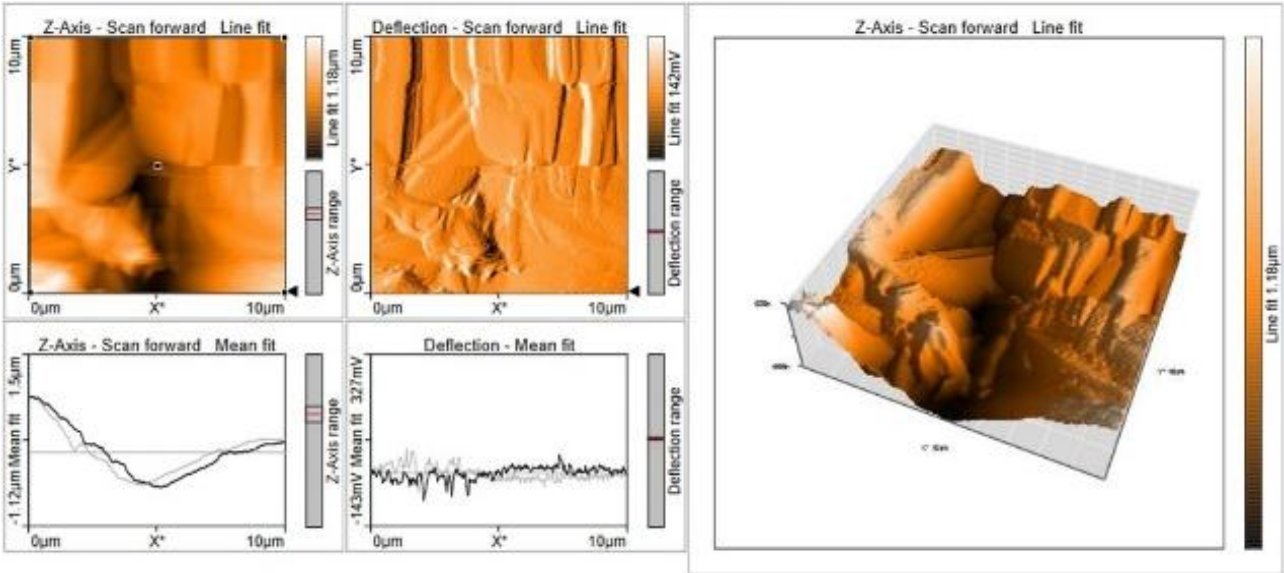 Z-Axis - Scan forward Line fit
10µm
Y*
0µm
0µm X* 10µm
Line fit 1.18µm
Z-Axis range
Deflection - Scan forward Line fit
10µm
Y*
0µm
0µm X* 10µm
Line fit 142mV
Deflection range
Z-Axis - Scan forward Line fit
Line fit 1.18µm
Z-Axis - Scan forward Mean fit
-1.12µm Mean fit 1.5µm
0µm X* 10µm
Z-Axis range
Deflection - Mean fit
-143mV Mean fit 327mV
0µm X* 10µm
Deflection range